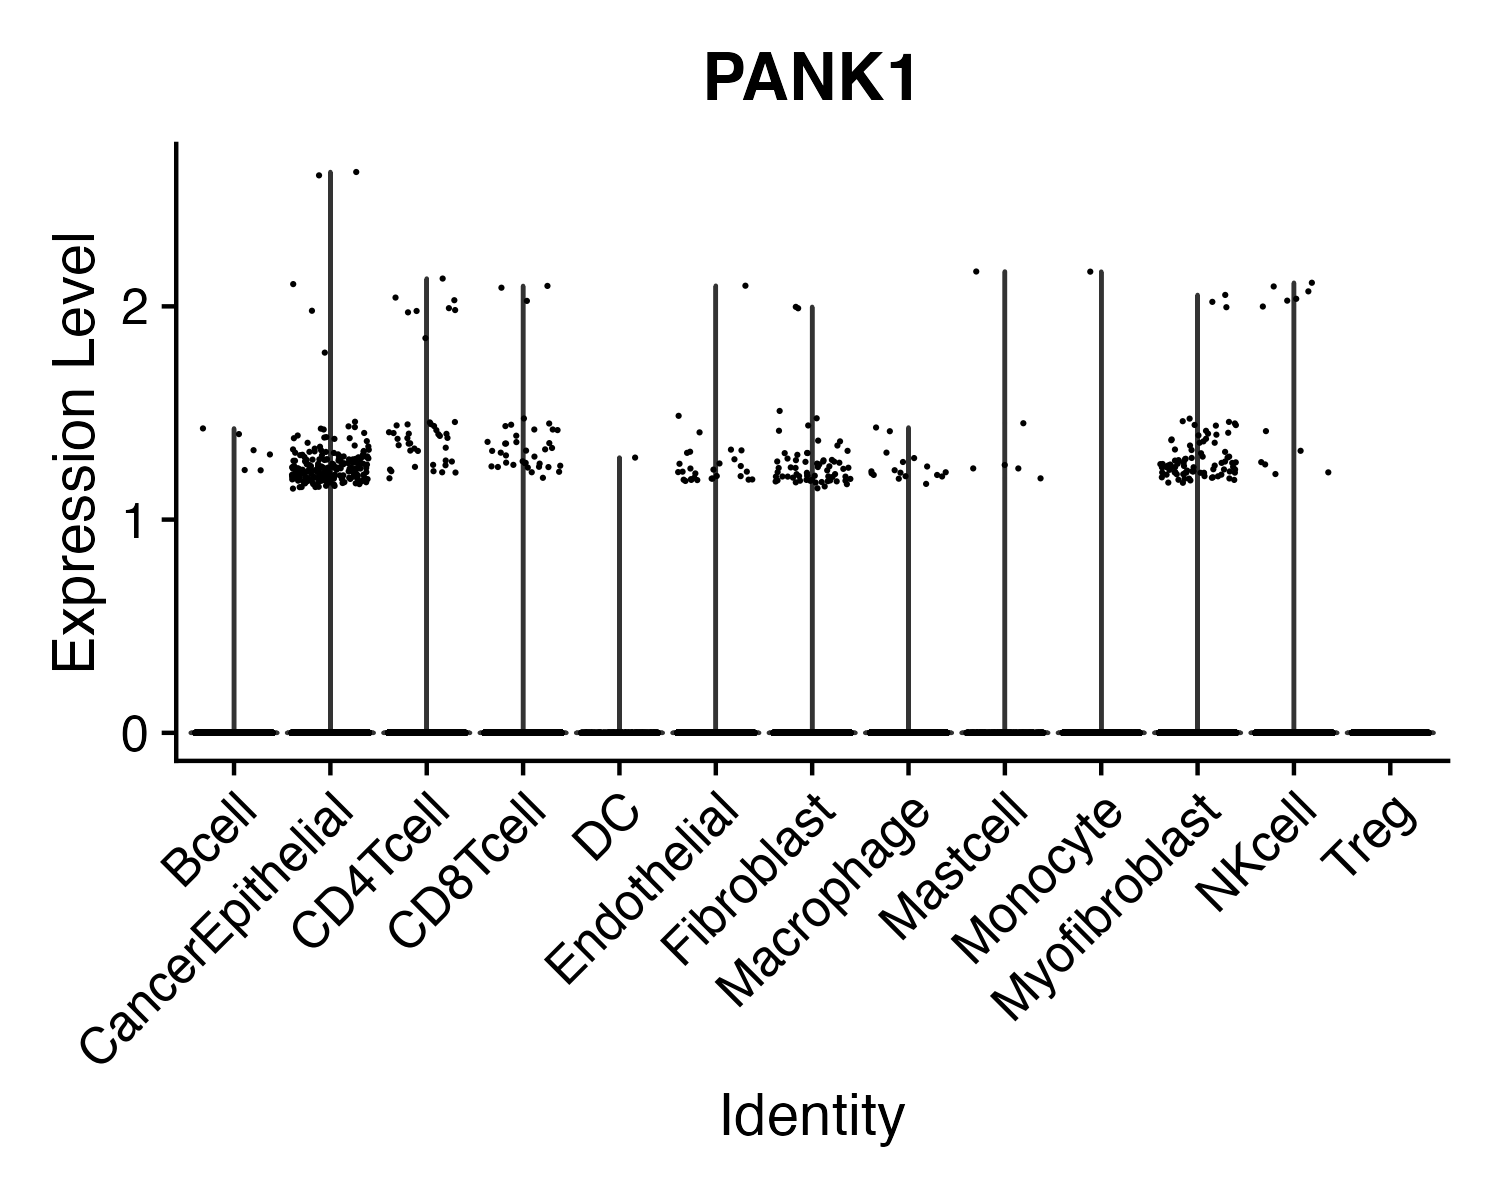 PANK1
Expression Level
2
1
0
Bcell
CancerEpithelial
CD4Tcell
CD8Tcell
DC
Endothelial
Fibroblast
Macrophage
Mastcell
Monocyte
Myofibroblast
NKcell
Treg
Identity